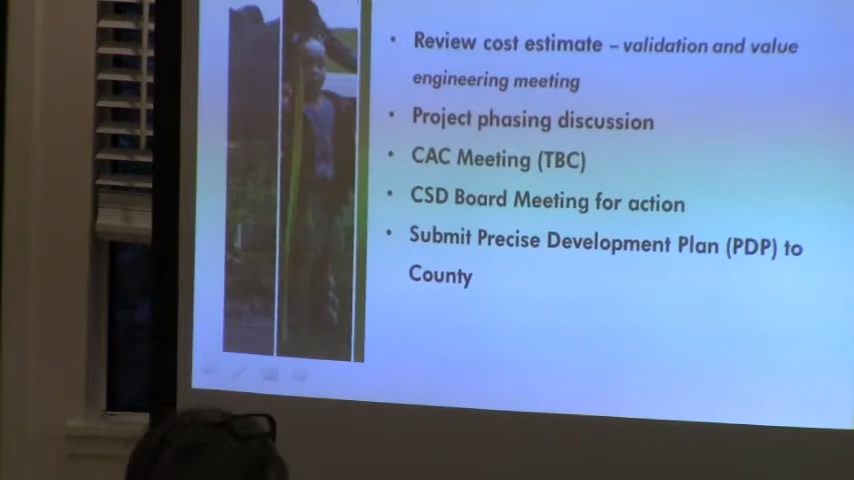 • Review cost estimate – validation and value
engineering meeting
• Project phasing discussion
• CAC Meeting (TBC)
• CSD Board Meeting for action
• Submit Precise Development Plan (PDP) to
County